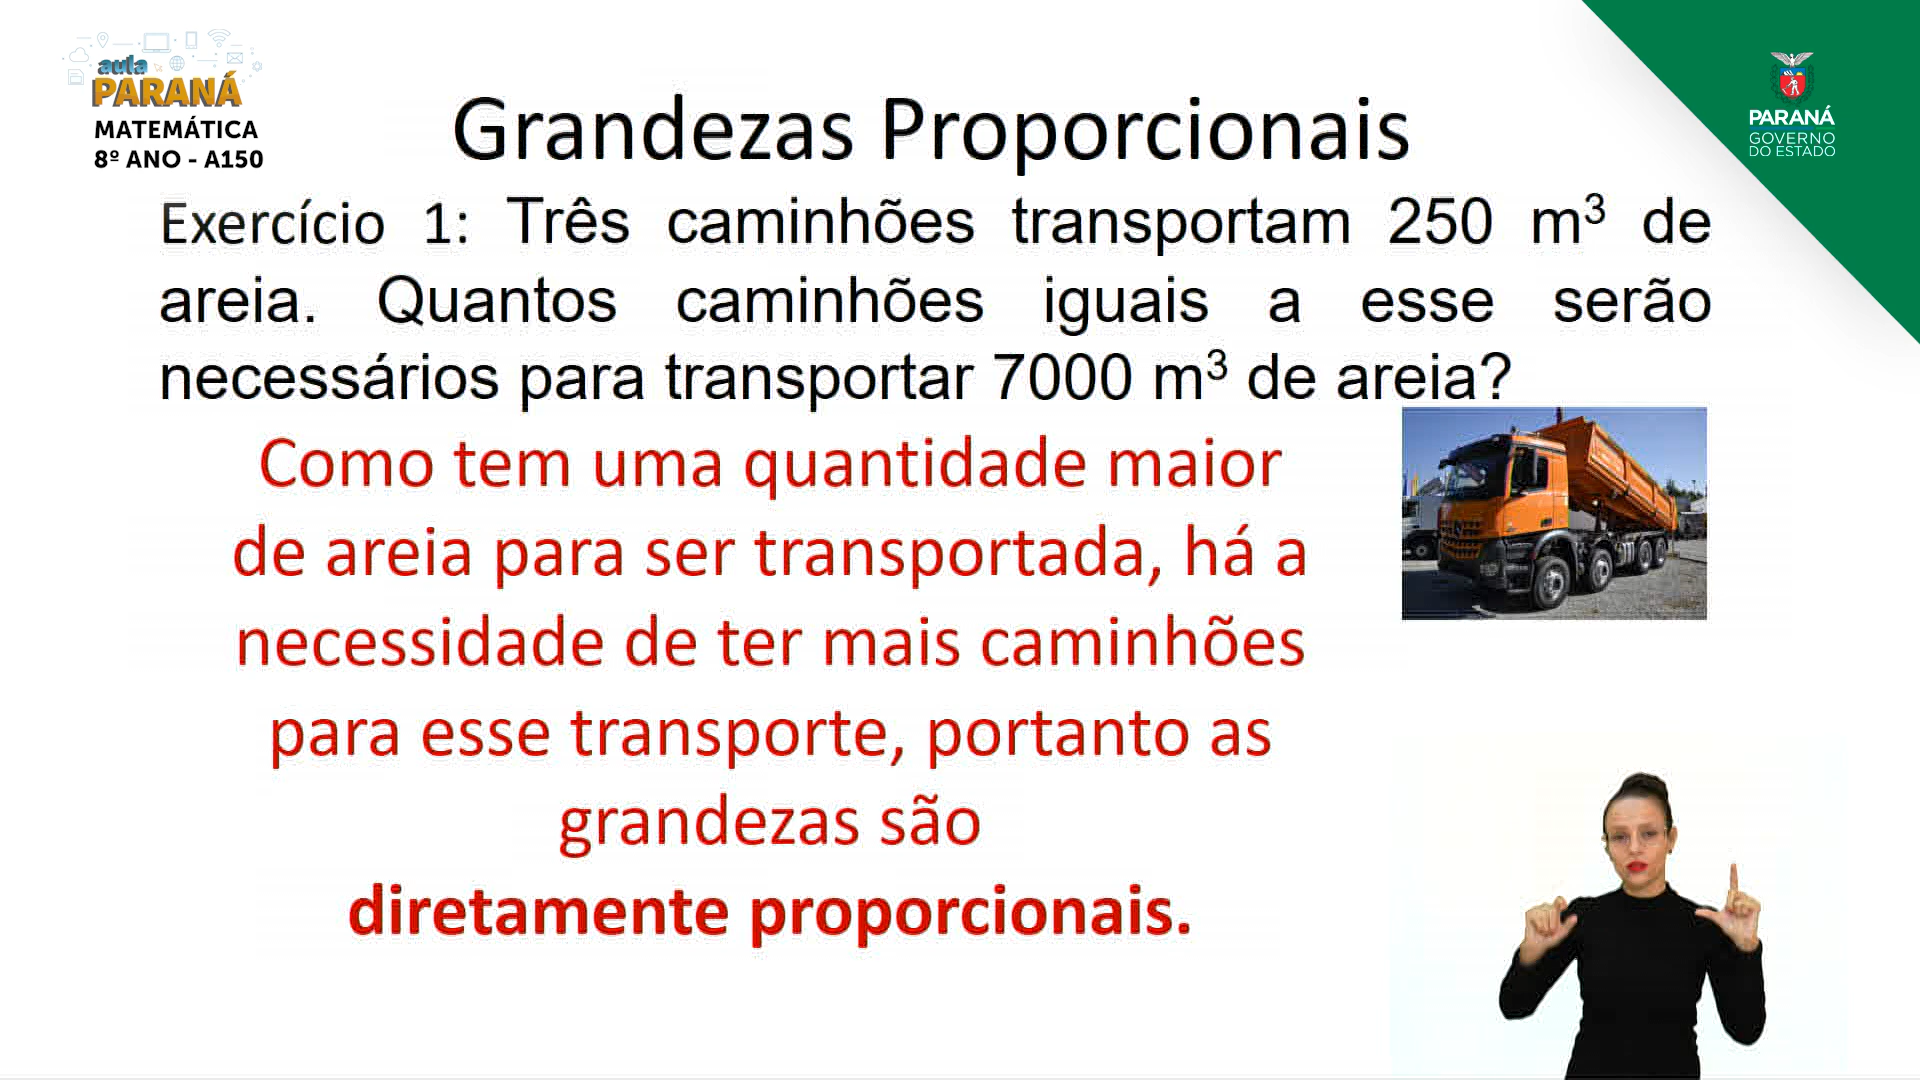 aula
PARANÁ
MATEMÁTICA
8º ANO - A150
PARANÁ
GOVERNO
DO ESTADO
Grandezas Proporcionais
Exercício 1: Três caminhões transportam 250 m³ de
areia. Quantos caminhões iguais a esse serão
necessários para transportar 7000 m³ de areia?
Como tem uma quantidade maior
de areia para ser transportada, há a
necessidade de ter mais caminhões
para esse transporte, portanto as
grandezas são
diretamente proporcionais.